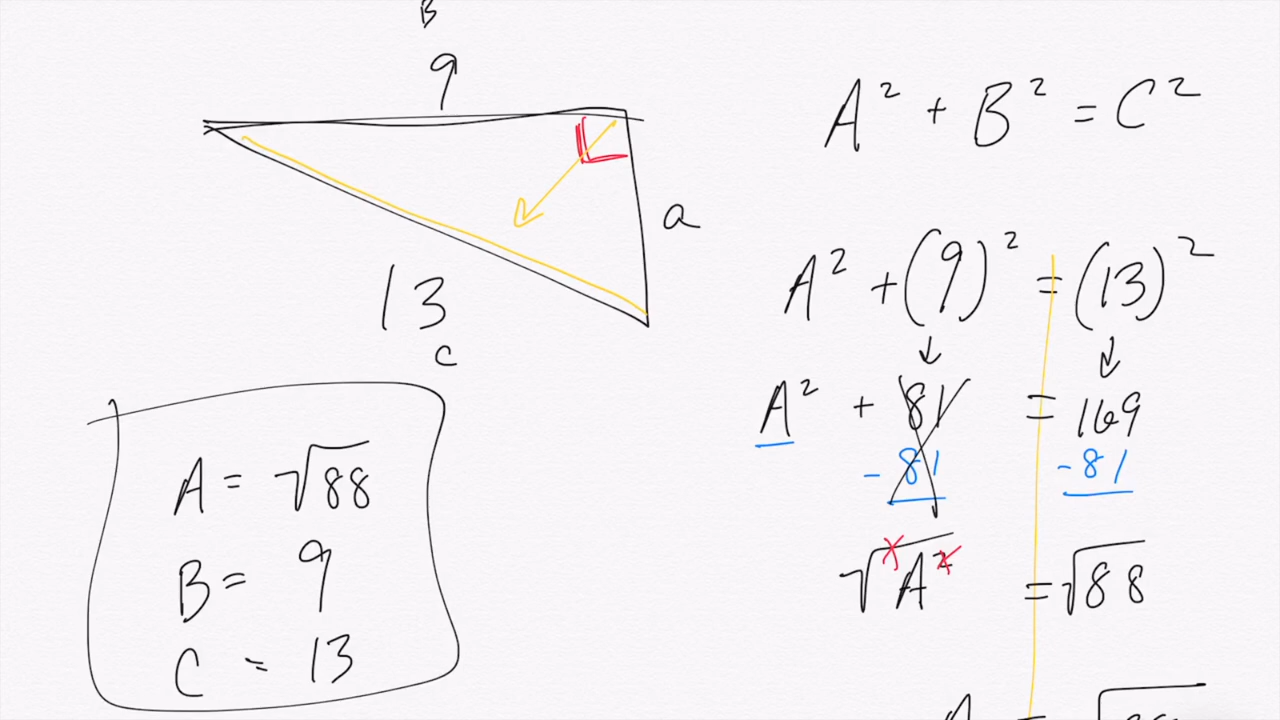 B
9
a
13
c
A² + B² = C²
A² + (9)² = (13)²
A² + 81 = 169
- 81 -81
√A² = √88
A = √88
B = 9
C = 13